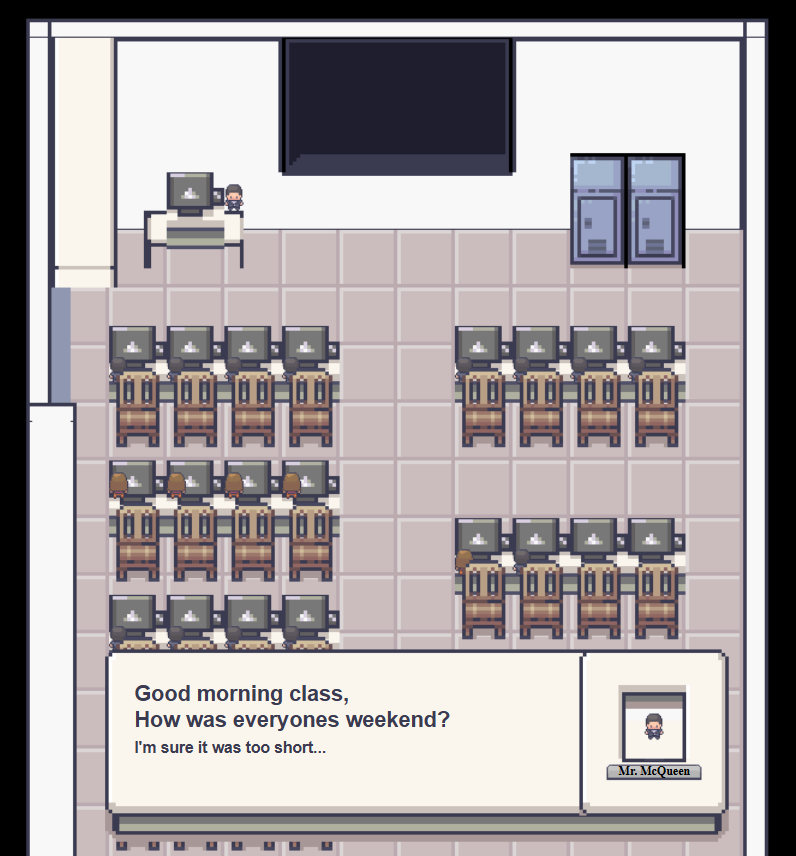 Good morning class,
How was everyones weekend?
I'm sure it was too short...
Mr. McQueen